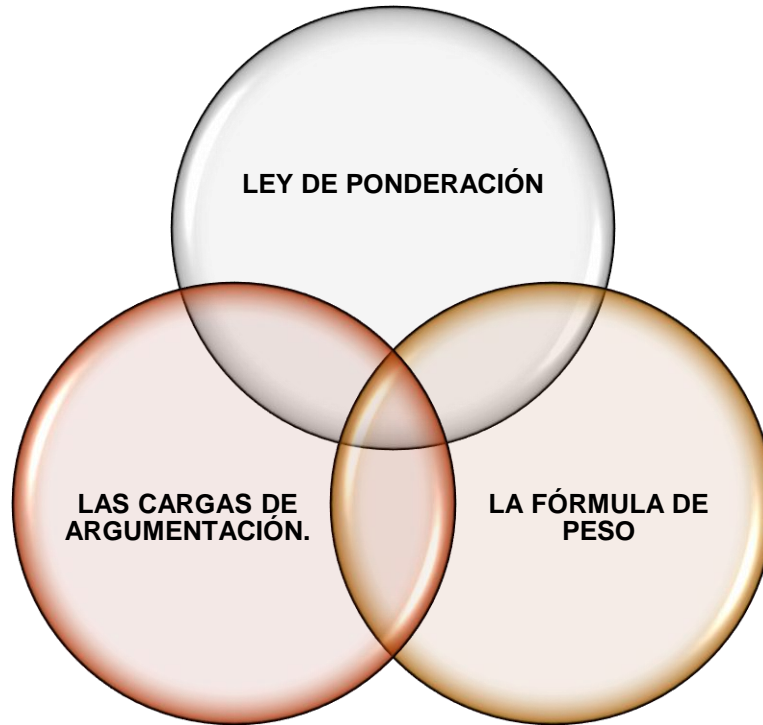 LEY DE PONDERACIÓN
LAS CARGAS DE
ARGUMENTACIÓN.
LA FÓRMULA DE
PESO